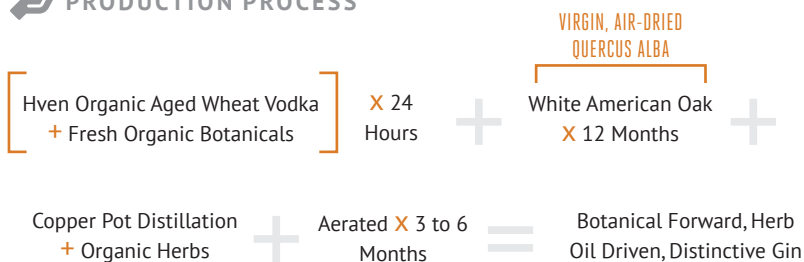 PRODUCTION PROCESS
VIRGIN, AIR-DRIED
QUERCUS ALBA
Hven Organic Aged Wheat Vodka
+ Fresh Organic Botanicals
X 24
Hours
+
White American Oak
X 12 Months
+
Copper Pot Distillation
+ Organic Herbs
+
Aerated X 3 to 6
Months
=
Botanical Forward, Herb
Oil Driven, Distinctive Gin